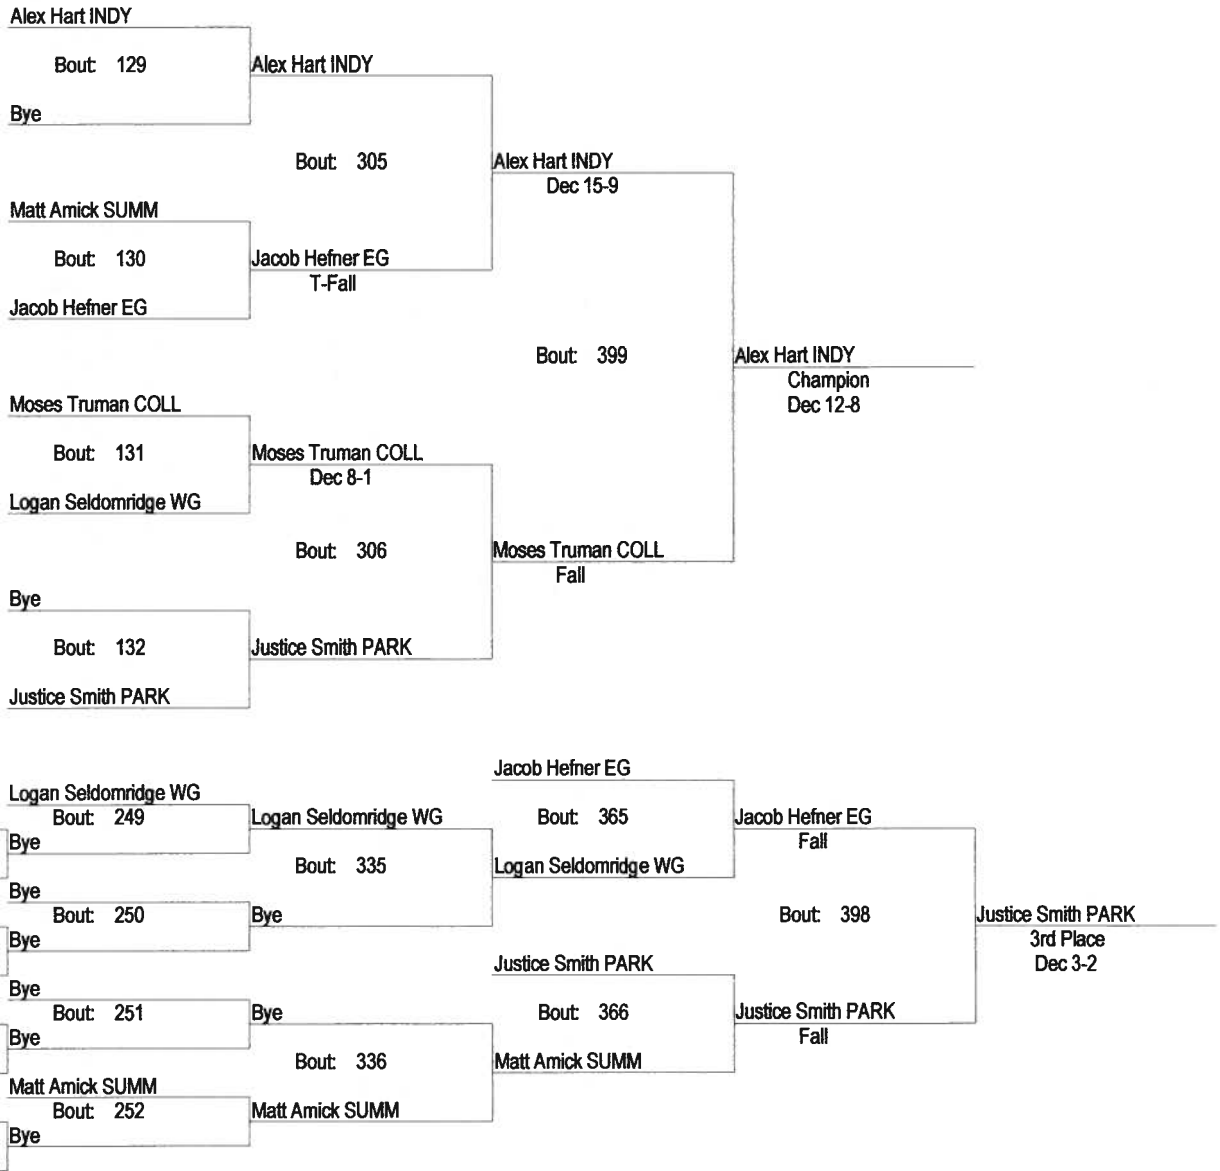 Alex Hart INDY
Bout: 129
Alex Hart INDY
Bye
Bout: 305
Alex Hart INDY
Dec 15-9
Matt Amick SUMM
Bout: 130
Jacob Hefner EG
T-Fall
Jacob Hefner EG
Bout: 399
Alex Hart INDY
Champion
Dec 12-8
Moses Truman COLL
Bout: 131
Moses Truman COLL
Dec 8-1
Logan Seldomridge WG
Bout: 306
Moses Truman COLL
Fall
Bye
Bout: 132
Justice Smith PARK
Justice Smith PARK
Jacob Hefner EG
Logan Seldomridge WG
Bout: 249
Logan Seldomridge WG
Bout: 365
Jacob Hefner EG
Fall
Bye
Bout: 335
Logan Seldomridge WG
Bye
Bout: 250
Bye
Bout: 398
Justice Smith PARK
3rd Place
Dec 3-2
Bye
Justice Smith PARK
Bye
Bout: 251
Bye
Bout: 366
Justice Smith PARK
Fall
Bye
Bout: 336
Matt Amick SUMM
Matt Amick SUMM
Bout: 252
Matt Amick SUMM
Bye